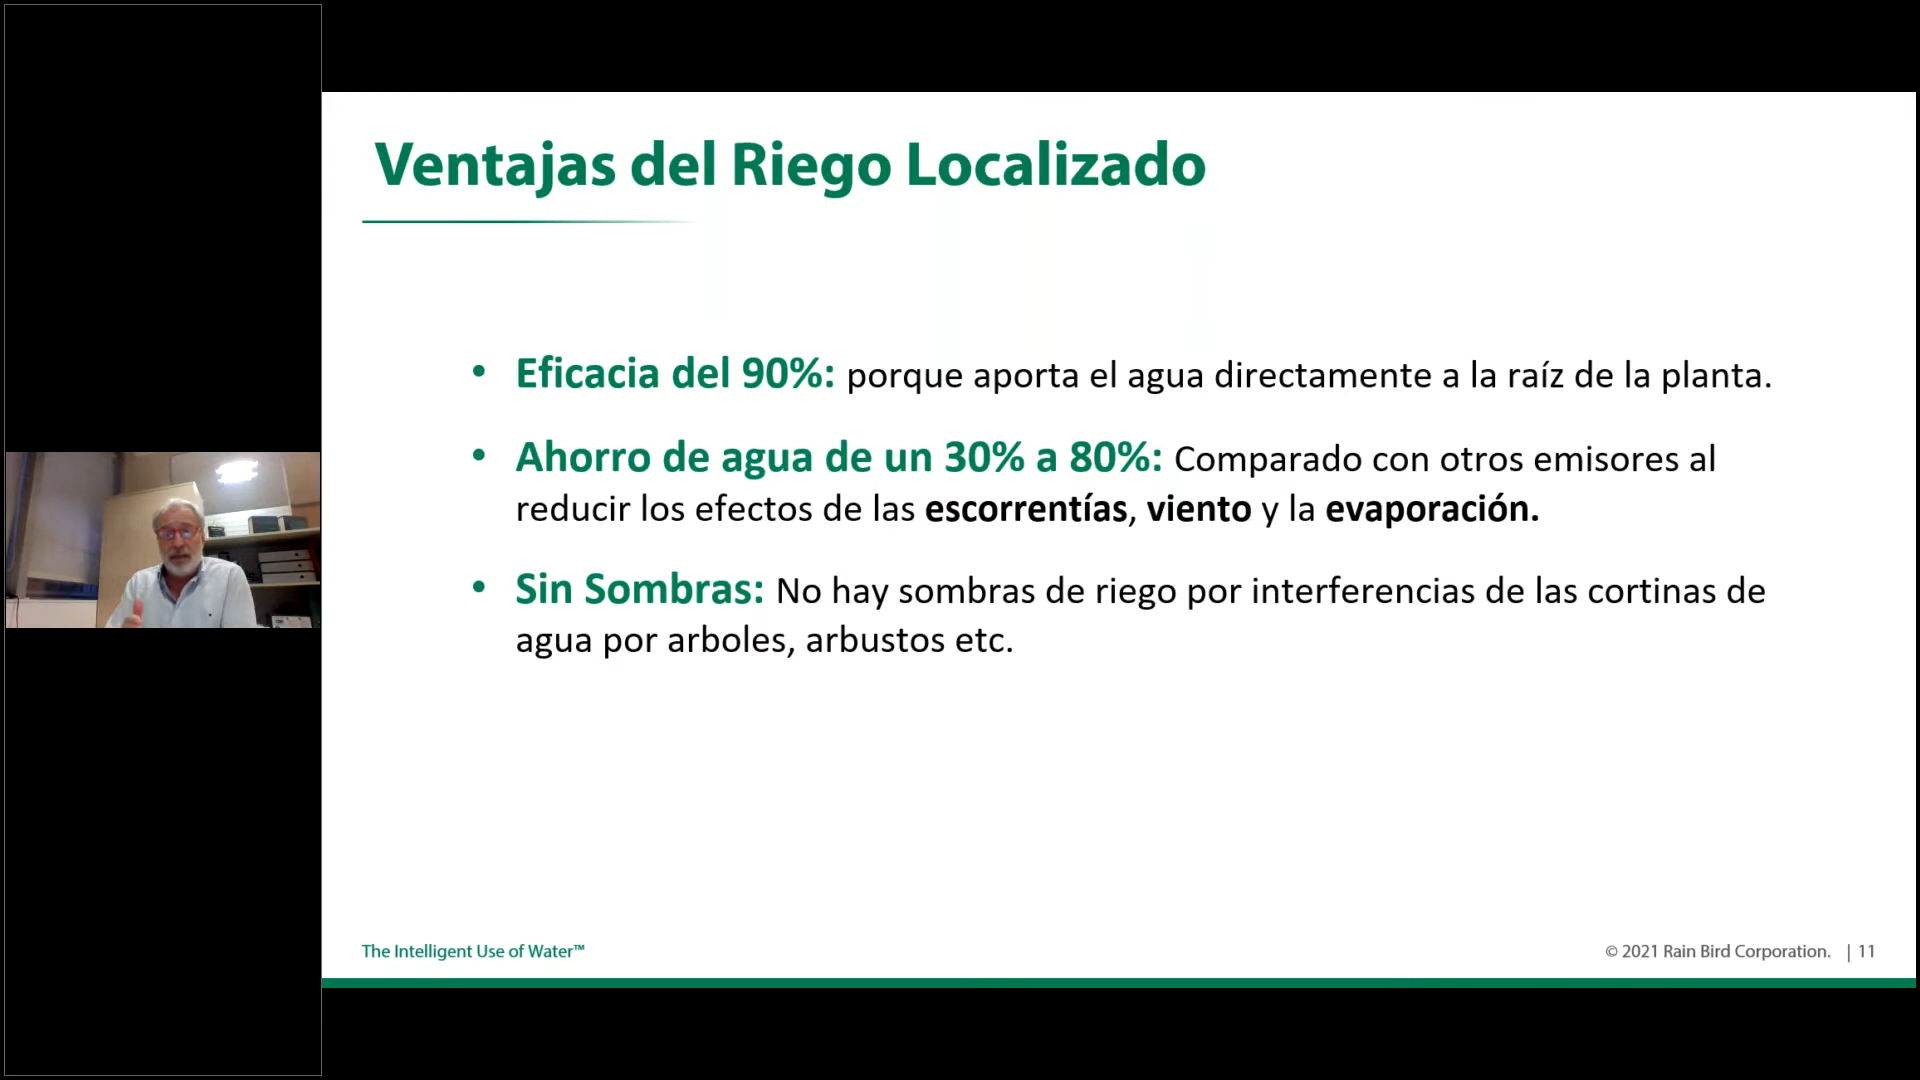 Ventajas del Riego Localizado
• Eficacia del 90%: porque aporta el agua directamente a la raíz de la planta.
• Ahorro de agua de un 30% a 80%: Comparado con otros emisores al
reducir los efectos de las escorrentías, viento y la evaporación.
• Sin Sombras: No hay sombras de riego por interferencias de las cortinas de
agua por arboles, arbustos etc.
The Intelligent Use of Water™
© 2021 Rain Bird Corporation. | 11